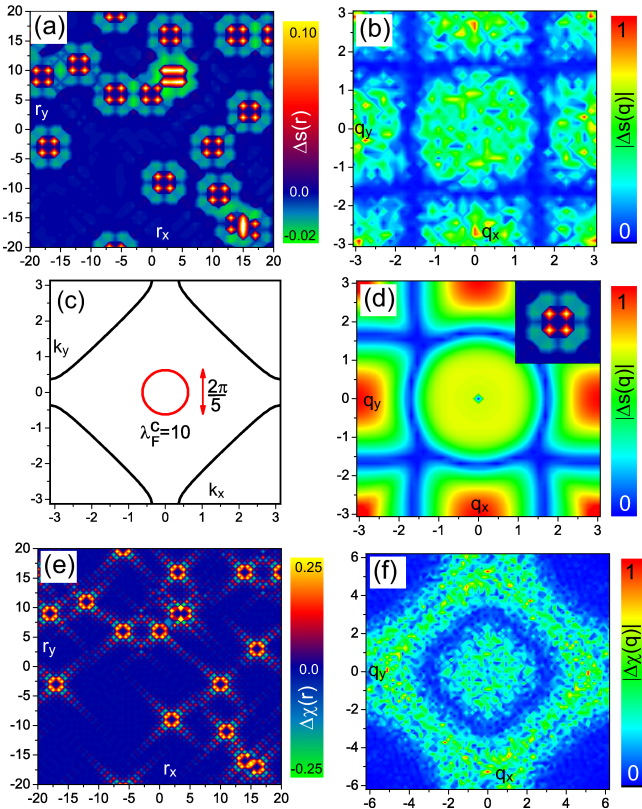 (a)
20
15
10
5
0
-5
-10
-15
-20
r_y
r_x
-20 -15 -10 -5 0 5 10 15 20
0.10
0.0
-0.02
Δs(r)
(b)
3
2
1
0
-1
-2
-3
q_y
q_x
-3 -2 -1 0 1 2 3
1
0
|Δs(q)|
(c)
3
2
1
0
-1
-2
-3
k_y
2π
5
λ_F^c=10
k_x
-3 -2 -1 0 1 2 3
(d)
3
2
1
0
-1
-2
-3
q_y
q_x
-3 -2 -1 0 1 2 3
1
0
|Δs(q)|
(e)
20
15
10
5
0
-5
-10
-15
-20
r_y
r_x
-20 -15 -10 -5 0 5 10 15 20
0.25
0.0
-0.25
Δχ(r)
(f)
6
4
2
0
-2
-4
-6
q_y
q_x
-6 -4 -2 0 2 4 6
1
0
|Δχ(q)|